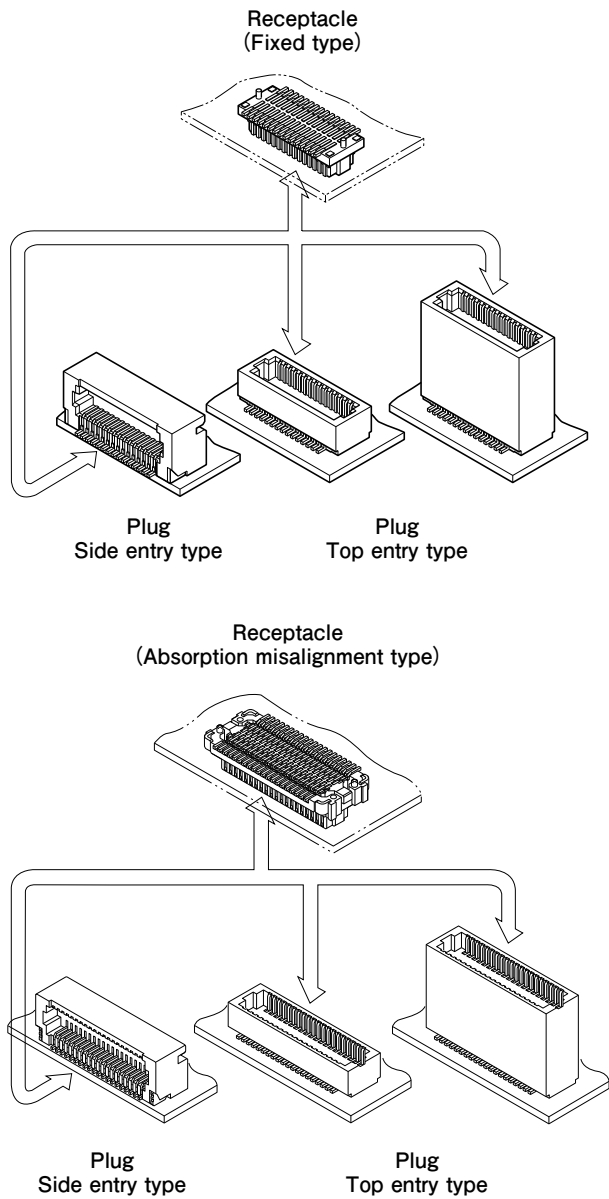 Receptacle
(Fixed type)
Plug
Side entry type
Plug
Top entry type
Receptacle
(Absorption misalignment type)
Plug
Side entry type
Plug
Top entry type